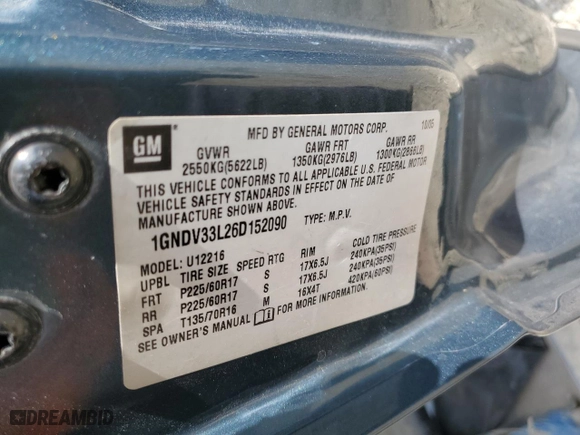 GM
MFD BY GENERAL MOTORS CORP. 10/05
GVWR GAWR FRT GAWR RR
2550KG(5622LB) 1350KG(2976LB) 1300KG(2866LB)
THIS VEHICLE CONFORMS TO ALL APPLICABLE U.S. FEDERAL MOTOR
VEHICLE SAFETY STANDARDS IN EFFECT ON THE DATE OF
MANUFACTURE SHOWN ABOVE.
1GNDV33L26D152090 TYPE: M.P.V.
MODEL: U12216
UPBL TIRE SIZE SPEED RTG RIM COLD TIRE PRESSURE
FRT P225/60R17 S 17X6.5J 240KPA(35PSI)
RR P225/60R17 S 17X6.5J 240KPA(35PSI)
SPA T135/70R16 M 16X4T 420KPA(60PSI)
SEE OWNER'S MANUAL FOR MORE INFORMATION.
DREAMBID